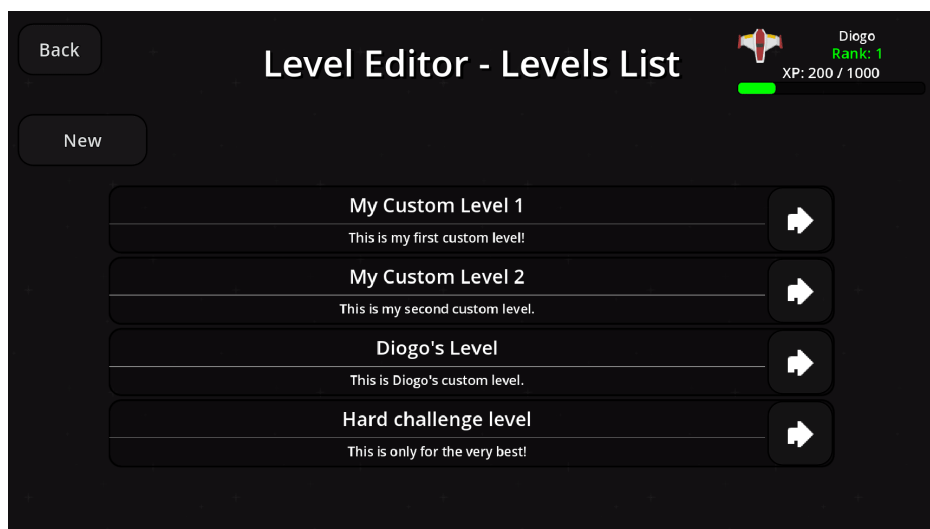 Back
Level Editor - Levels List
Diogo
Rank: 1
XP: 200 / 1000
New
My Custom Level 1
This is my first custom level!
My Custom Level 2
This is my second custom level.
Diogo's Level
This is Diogo's custom level.
Hard challenge level
This is only for the very best!